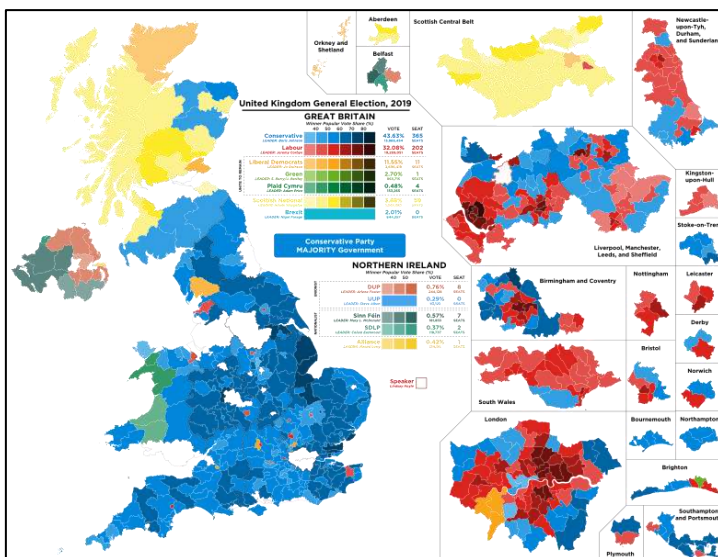 Orkney and
Shetland
Aberdeen
Belfast
Scottish Central Belt
Newcastle-
upon-Tyh,
Durham,
and Sunderland
United Kingdom General Election, 2019
GREAT BRITAIN
Winner Popular Vote Share (%)
40 50 60 70 80
VOTE SEAT
Conservative
43.63% 365
Labour
32.08% 202
Liberal Democrats
11.55% 11
Green
2.70% 1
Plaid Cymru
0.48% 4
Scottish National
Brexit
2.01% 0
Conservative Party
MAJORITY Government
NORTHERN IRELAND
Winner Popular Vote Share (%)
40 50
VOTE SEAT
DUP
0.76% 8
UUP
0.29% 0
Sinn Féin
0.57% 7
SDLP
0.37% 2
Alliance
0.42% 1
Speaker
Liverpool, Manchester,
Leeds, and Sheffield
Kingston-
upon-Hull
Stoke-on-Trent
Birmingham and Coventry
Nottingham
Leicester
Derby
South Wales
Bristol
Norwich
London
Bournemouth
Northampton
Brighton
Plymouth
Southampton
and Portsmouth